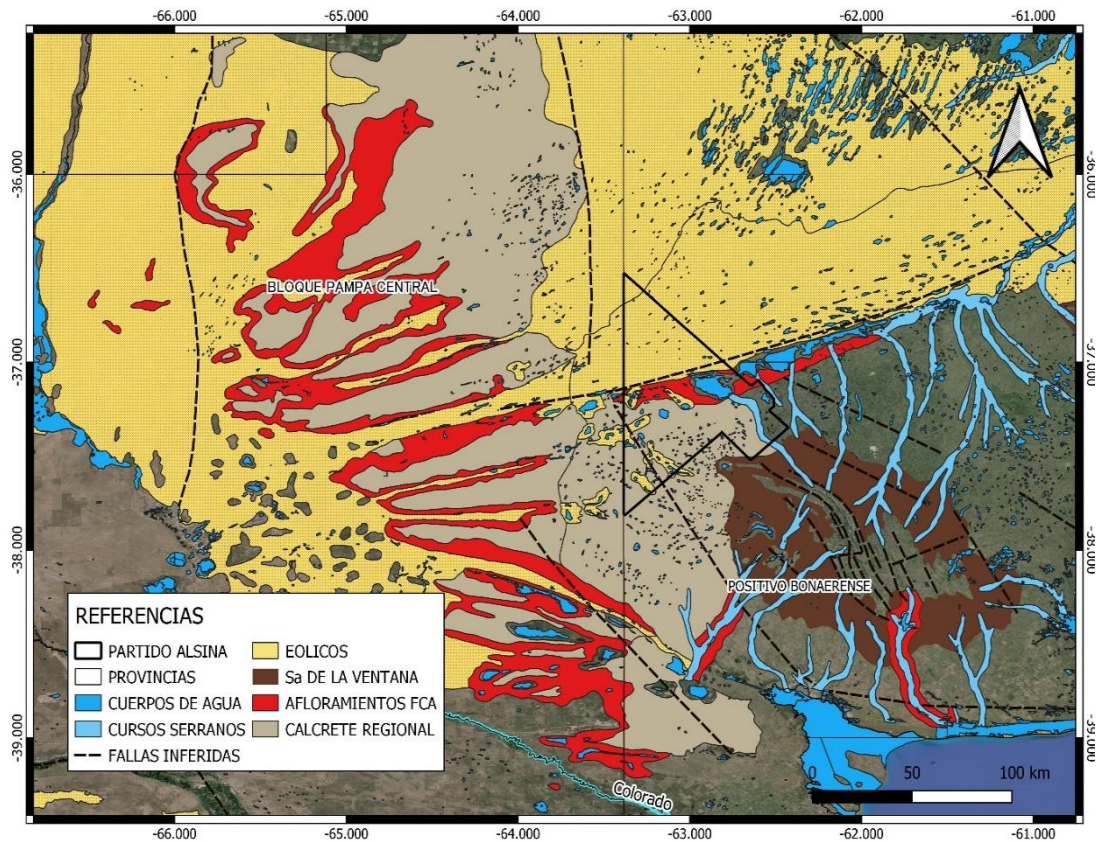 -66.000 -65.000 -64.000 -63.000 -62.000 -61.000
-36.000 -36.000
BLOQUE PAMPA CENTRAL
-37.000 -37.000
-38.000 -38.000
POSITIVO BONAERENSE
REFERENCIAS
PARTIDO ALSINA EOLICOS
PROVINCIAS Sa DE LA VENTANA
CUERPOS DE AGUA AFLORAMIENTOS FCA
CURSOS SERRANOS CALCRETE REGIONAL
FALLAS INFERIDAS
-39.000 -39.000
Colorado
0 50 100 km
-66.000 -65.000 -64.000 -63.000 -62.000 -61.000